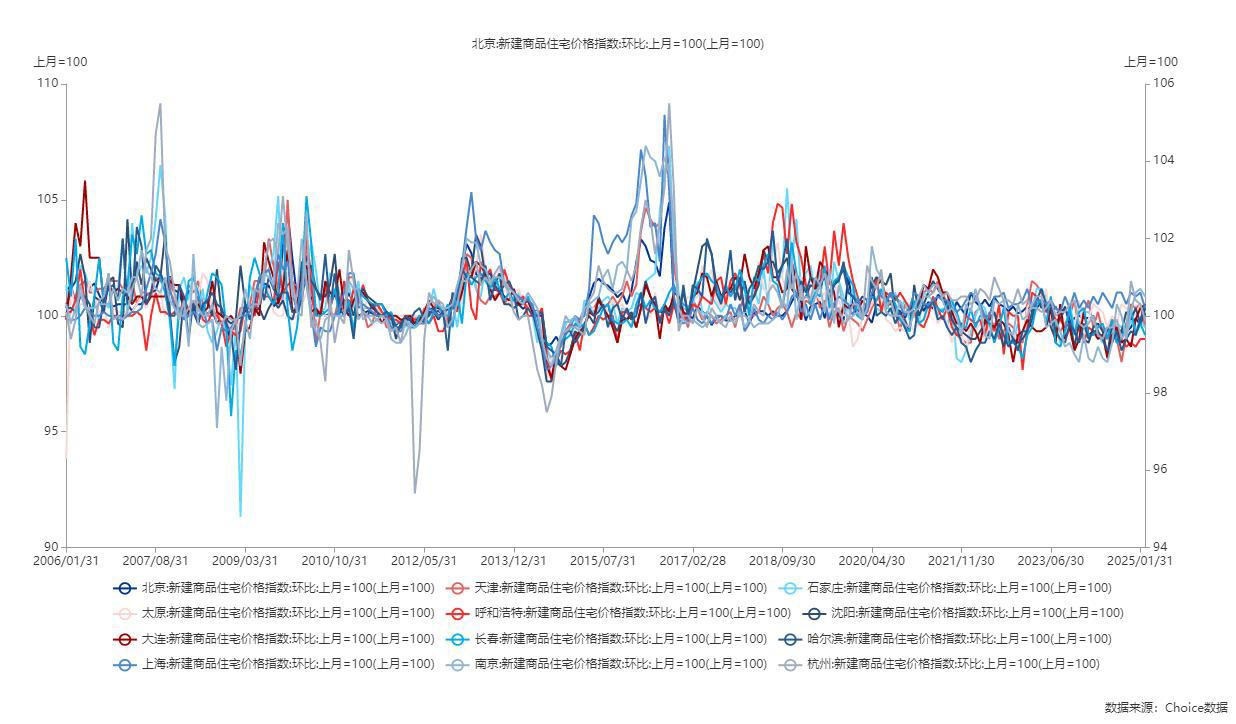 北京:新建商品住宅价格指数:环比:上月=100(上月=100)
上月=100 上月=100
110 106
104
105
102
100 100
98
95
96
90 94
2006/01/31 2007/08/31 2009/03/31 2010/10/31 2012/05/31 2013/12/31 2015/07/31 2017/02/28 2018/09/30 2020/04/30 2021/11/30 2023/06/30 2025/01/31
北京:新建商品住宅价格指数:环比:上月=100(上月=100) 天津:新建商品住宅价格指数:环比:上月=100(上月=100) 石家庄:新建商品住宅价格指数:环比:上月=100(上月=100)
太原:新建商品住宅价格指数:环比:上月=100(上月=100) 呼和浩特:新建商品住宅价格指数:环比:上月=100(上月=100) 沈阳:新建商品住宅价格指数:环比:上月=100(上月=100)
大连:新建商品住宅价格指数:环比:上月=100(上月=100) 长春:新建商品住宅价格指数:环比:上月=100(上月=100) 哈尔滨:新建商品住宅价格指数:环比:上月=100(上月=100)
上海:新建商品住宅价格指数:环比:上月=100(上月=100) 南京:新建商品住宅价格指数:环比:上月=100(上月=100) 杭州:新建商品住宅价格指数:环比:上月=100(上月=100)
数据来源：Choice数据